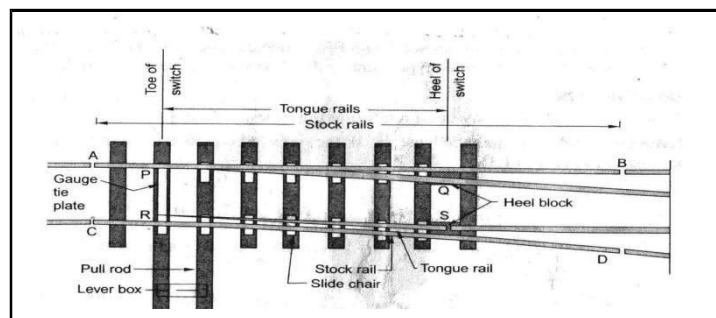 Toe of
switch
Heel of
switch
Tongue rails
Stock rails
A
B
P
Gauge
tie
plate
Q
R
S
Heel block
C
D
Pull rod
Stock rail
Tongue rail
Slide chair
Lever box